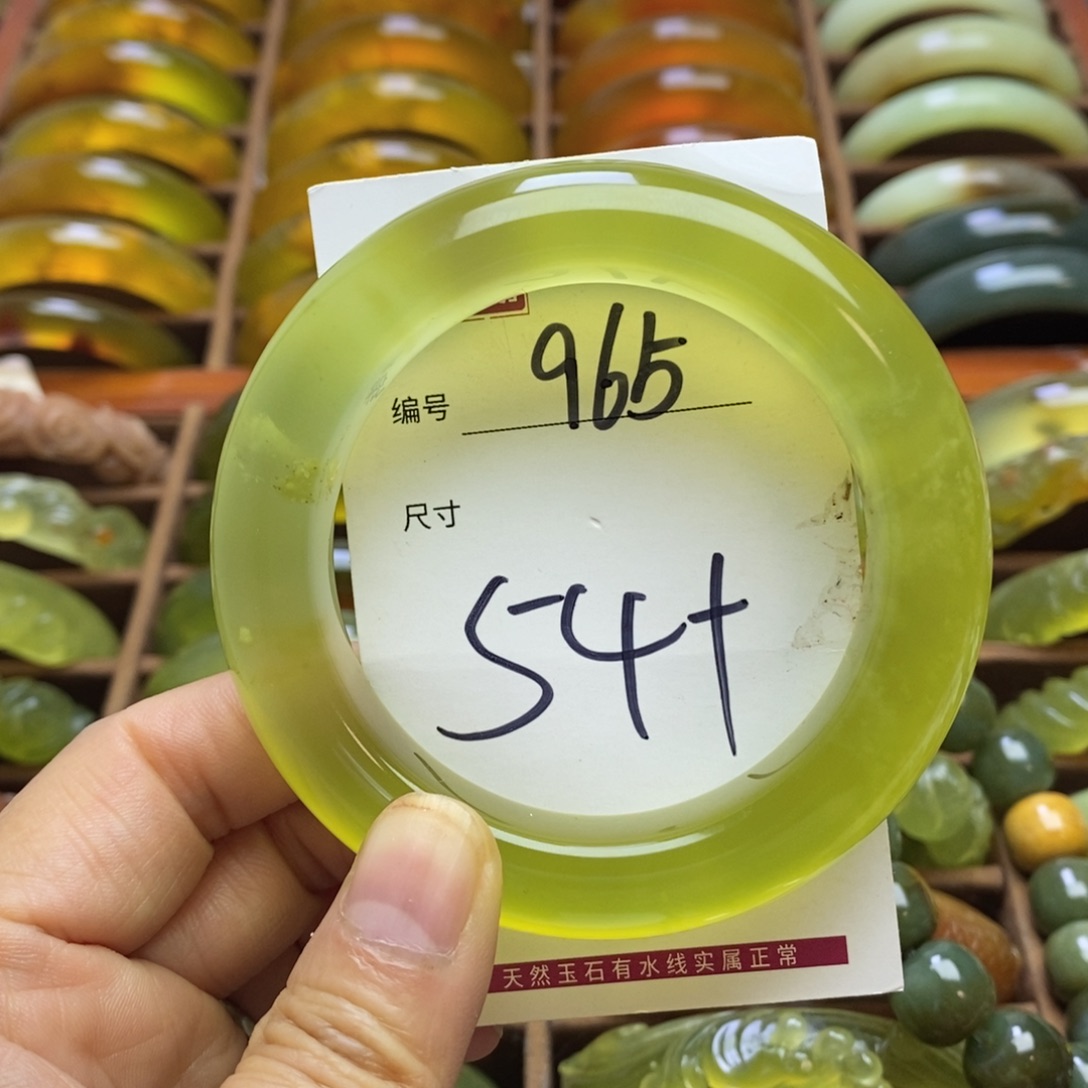 编号 965
尺寸
54+
天然玉石有水线实属正常